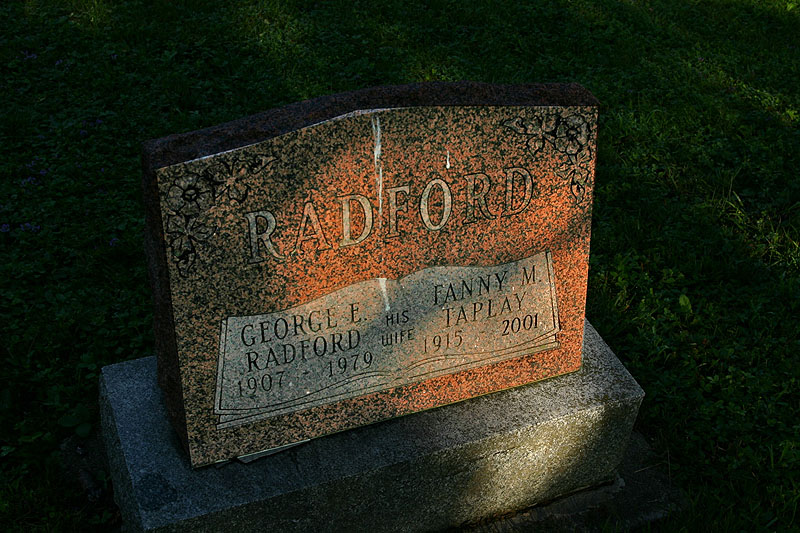 RADFORD
GEORGE E.
RADFORD
1907 - 1979
HIS
WIFE
FANNY M.
TAPLAY
1915 2001